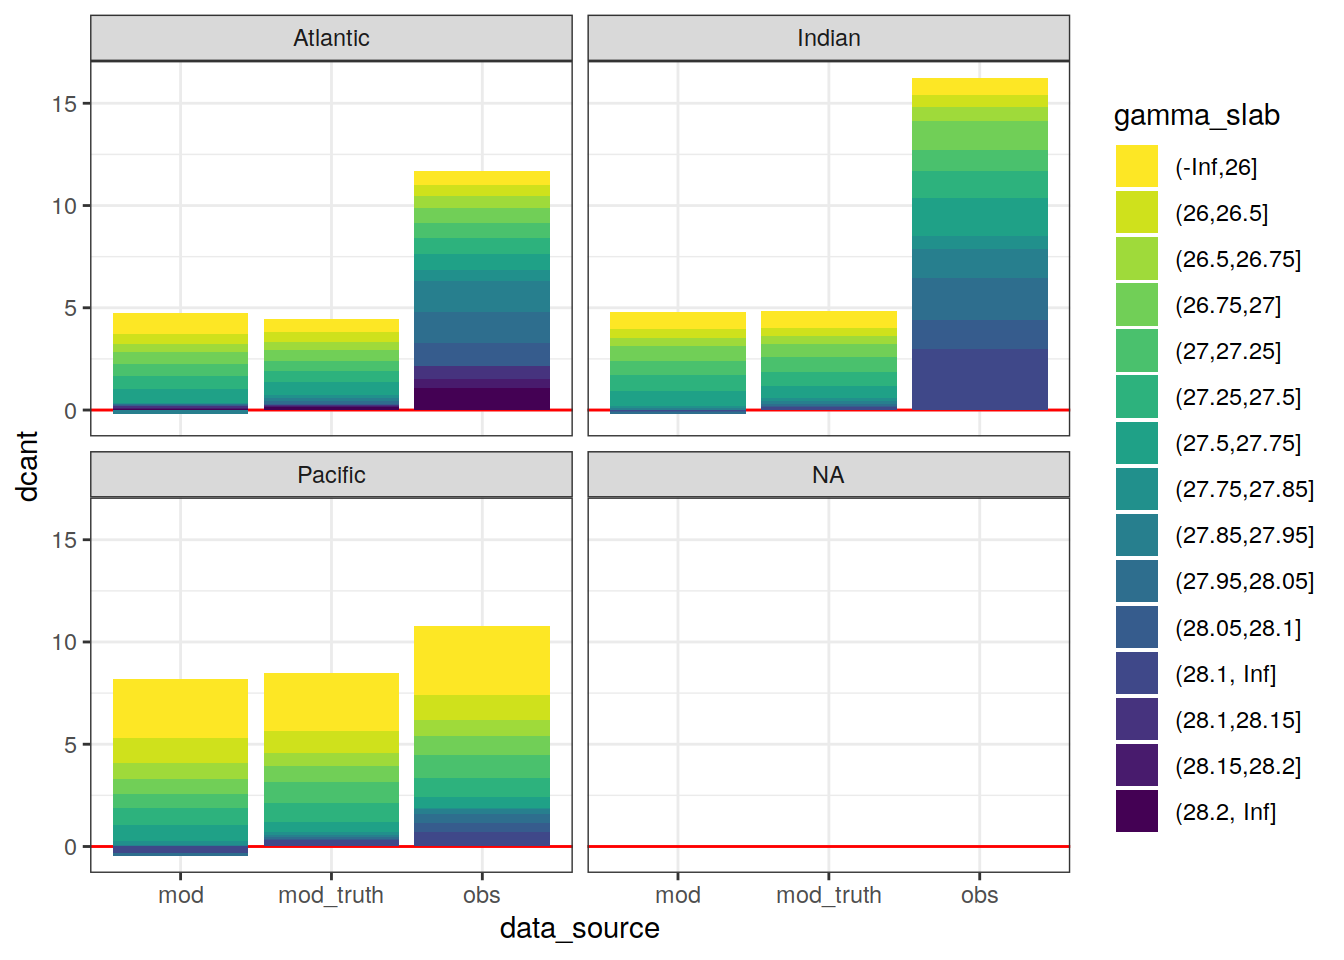 Atlantic
Indian
15
10
5
0
Pacific
NA
15
10
5
0
mod
mod_truth
obs
mod
mod_truth
obs
data_source
dcant
gamma_slab
(-Inf,26]
(26,26.5]
(26.5,26.75]
(26.75,27]
(27,27.25]
(27.25,27.5]
(27.5,27.75]
(27.75,27.85]
(27.85,27.95]
(27.95,28.05]
(28.05,28.1]
(28.1, Inf]
(28.1,28.15]
(28.15,28.2]
(28.2, Inf]